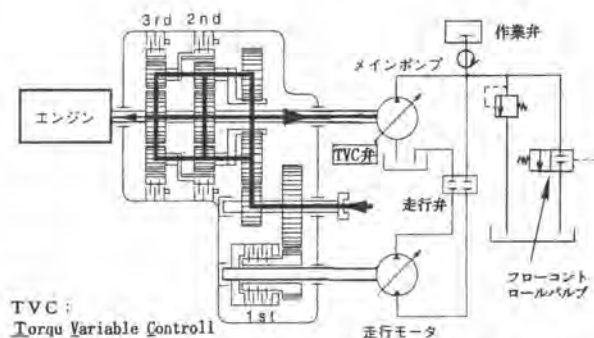 3rd 2nd
作業弁
メインポンプ
エンジン
TVC弁
走行弁
フローコント
ロールバルブ
TVC:
Torqu Variable Controll
1st
走行モータ